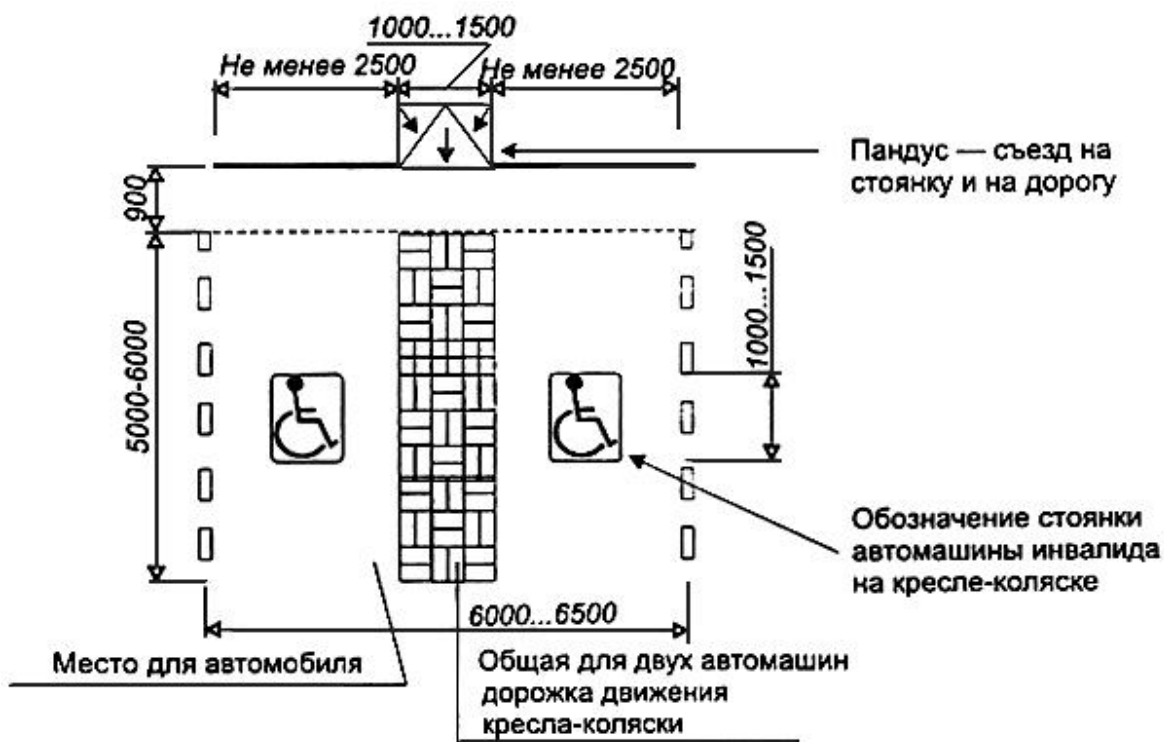 1000...1500
Не менее 2500
Не менее 2500
Пандус — съезд на
стоянку и на дорогу
900
5000-6000
1000...1500
Обозначение стоянки
автомашины инвалида
на кресле-коляске
6000...6500
Место для автомобиля
Общая для двух автомашин
дорожка движения
кресла-коляски